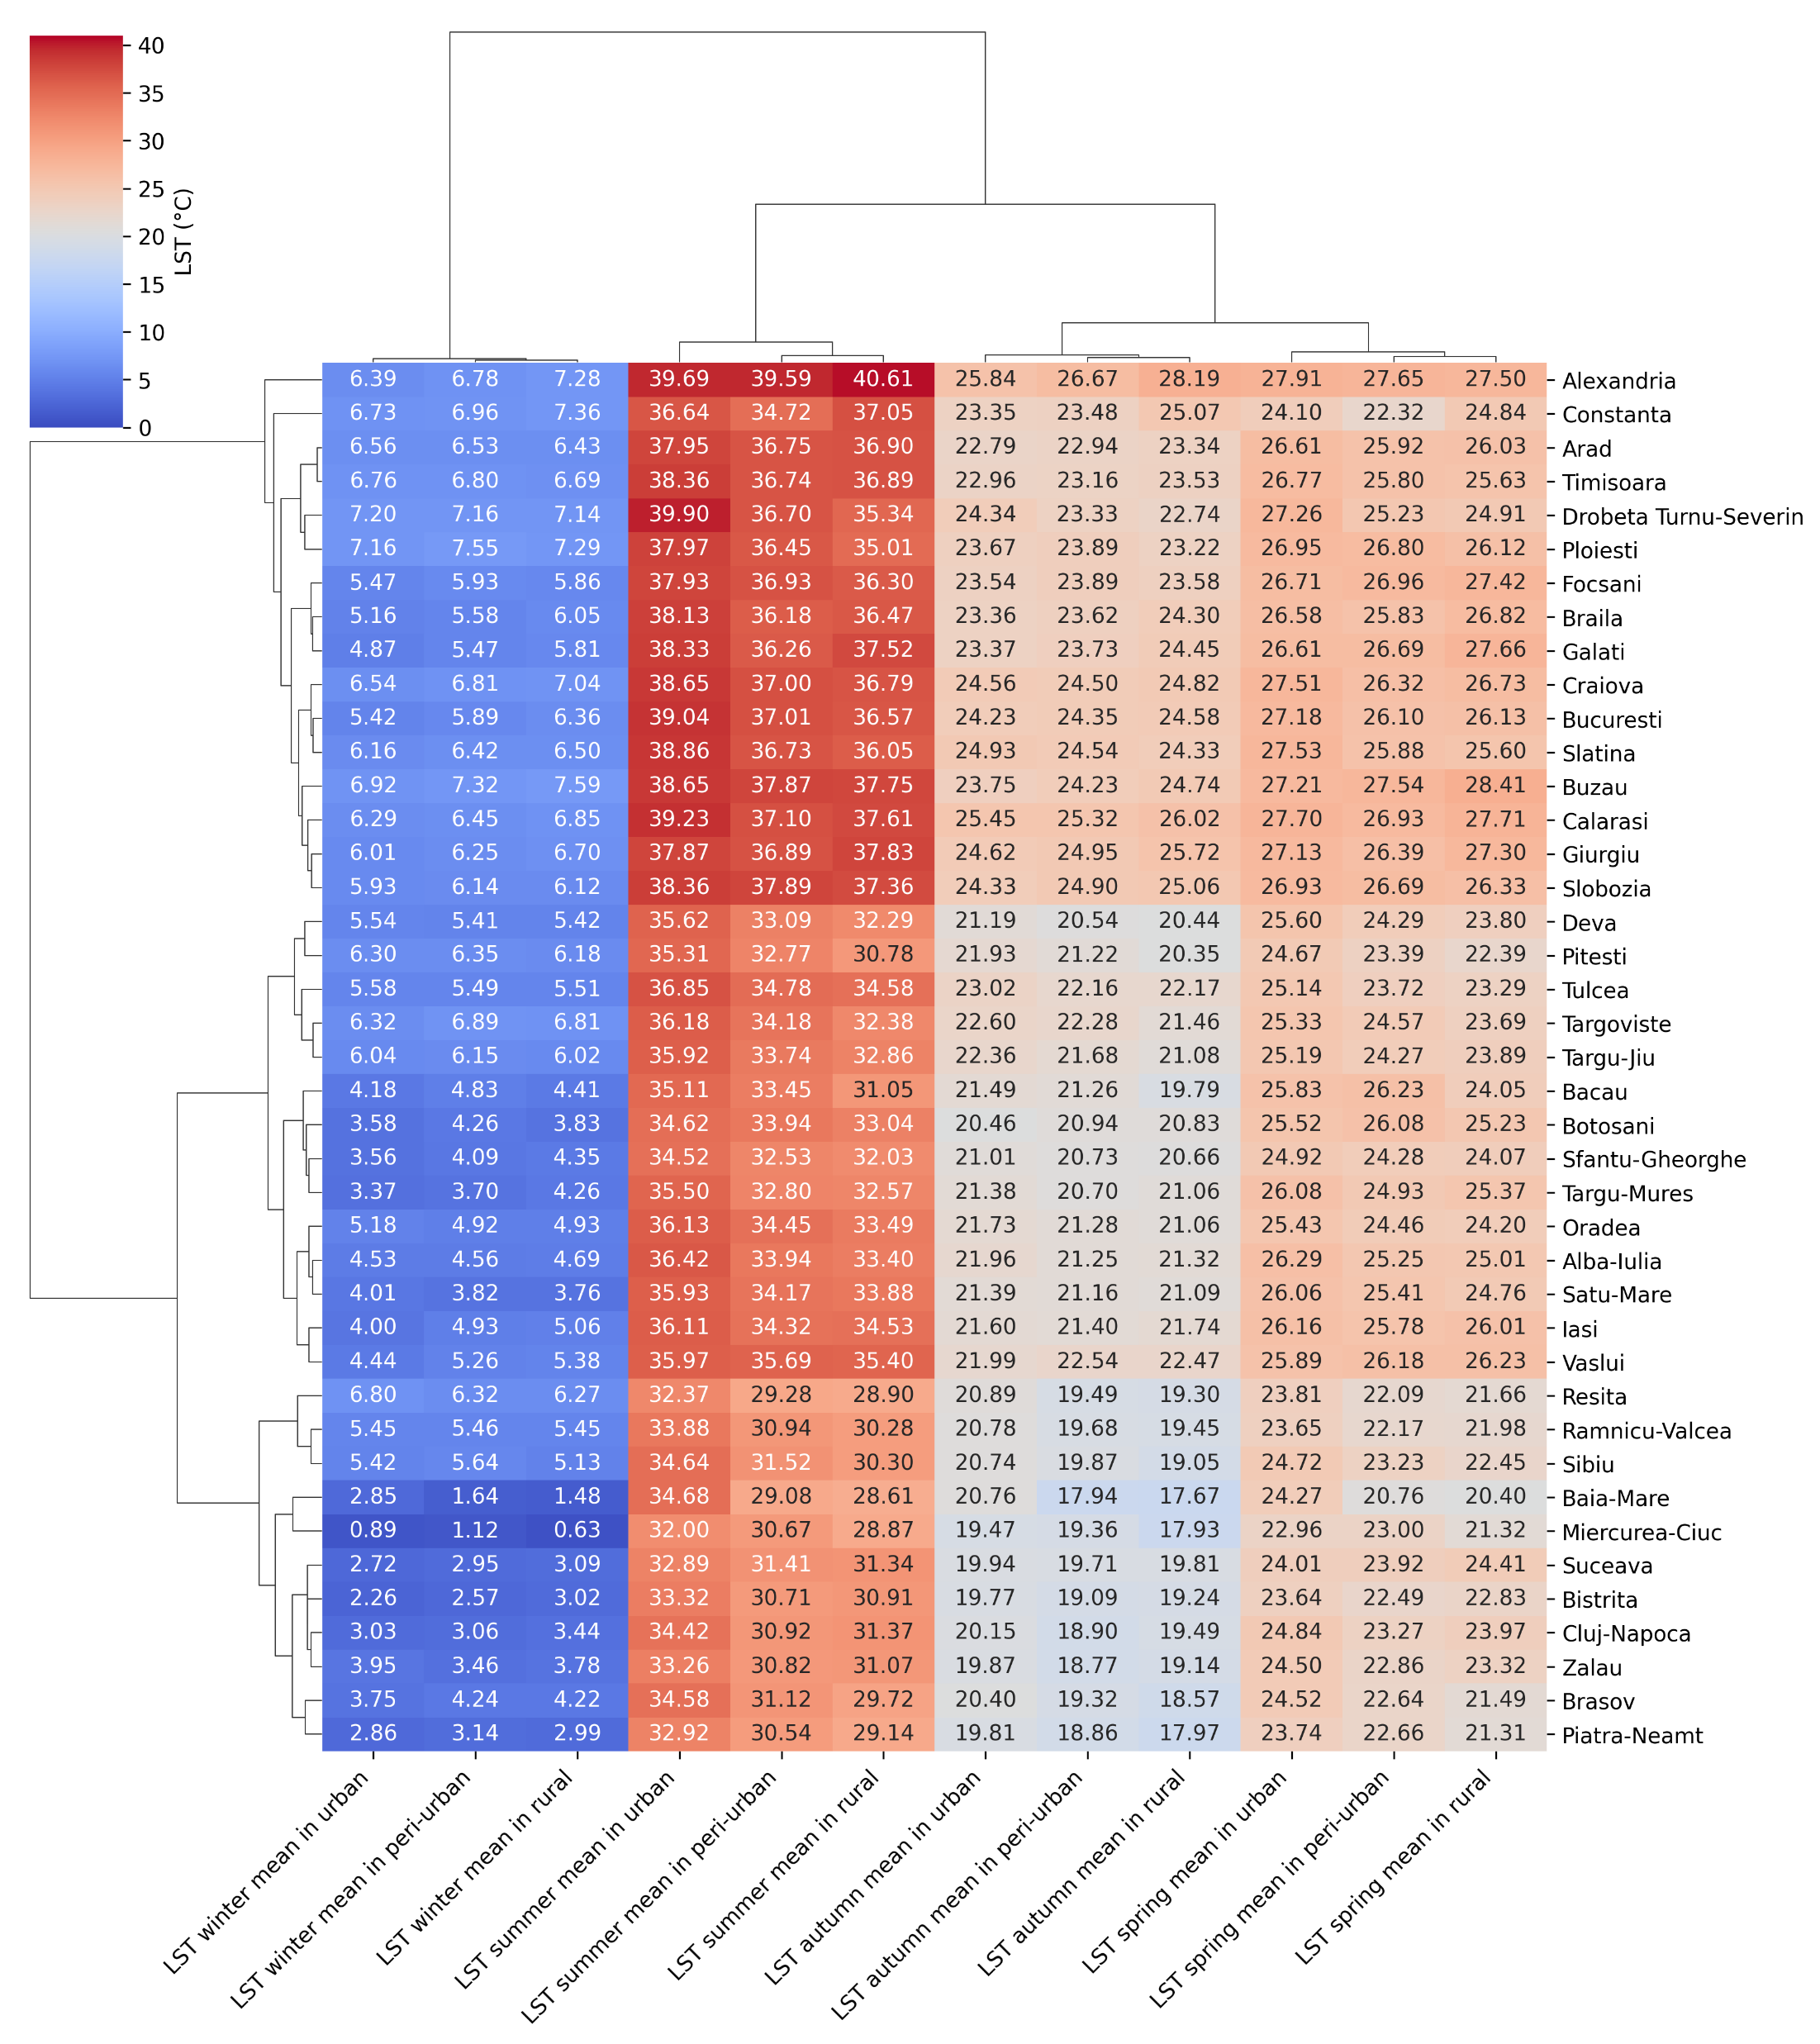 40
35
30
25
20
15
10
5
0
LST (°C)
6.39 6.78 7.28 39.69 39.59 40.61 25.84 26.67 28.19 27.91 27.65 27.50 Alexandria
6.73 6.96 7.36 36.64 34.72 37.05 23.35 23.48 25.07 24.10 22.32 24.84 Constanta
6.56 6.53 6.43 37.95 36.75 36.90 22.79 22.94 23.34 26.61 25.92 26.03 Arad
6.76 6.80 6.69 38.36 36.74 36.89 22.96 23.16 23.53 26.77 25.80 25.63 Timisoara
7.20 7.16 7.14 39.90 36.70 35.34 24.34 23.33 22.74 27.26 25.23 24.91 Drobeta Turnu-Severin
7.16 7.55 7.29 37.97 36.45 35.01 23.67 23.89 23.22 26.95 26.80 26.12 Ploiesti
5.47 5.93 5.86 37.93 36.93 36.30 23.54 23.89 23.58 26.71 26.96 27.42 Focsani
5.16 5.58 6.05 38.13 36.18 36.47 23.36 23.62 24.30 26.58 25.83 26.82 Braila
4.87 5.47 5.81 38.33 36.26 37.52 23.37 23.73 24.45 26.61 26.69 27.66 Galati
6.54 6.81 7.04 38.65 37.00 36.79 24.56 24.50 24.82 27.51 26.32 26.73 Craiova
5.42 5.89 6.36 39.04 37.01 36.57 24.23 24.35 24.58 27.18 26.10 26.13 Bucuresti
6.16 6.42 6.50 38.86 36.73 36.05 24.93 24.54 24.33 27.53 25.88 25.60 Slatina
6.92 7.32 7.59 38.65 37.87 37.75 23.75 24.23 24.74 27.21 27.54 28.41 Buzau
6.29 6.45 6.85 39.23 37.10 37.61 25.45 25.32 26.02 27.70 26.93 27.71 Calarasi
6.01 6.25 6.70 37.87 36.89 37.83 24.62 24.95 25.72 27.13 26.39 27.30 Giurgiu
5.93 6.14 6.12 38.36 37.89 37.36 24.33 24.90 25.06 26.93 26.69 26.33 Slobozia
5.54 5.41 5.42 35.62 33.09 32.29 21.19 20.54 20.44 25.60 24.29 23.80 Deva
6.30 6.35 6.18 35.31 32.77 30.78 21.93 21.22 20.35 24.67 23.39 22.39 Pitesti
5.58 5.49 5.51 36.85 34.78 34.58 23.02 22.16 22.17 25.14 23.72 23.29 Tulcea
6.32 6.89 6.81 36.18 34.18 32.38 22.60 22.28 21.46 25.33 24.57 23.69 Targoviste
6.04 6.15 6.02 35.92 33.74 32.86 22.36 21.68 21.08 25.19 24.27 23.89 Targu-Jiu
4.18 4.83 4.41 35.11 33.45 31.05 21.49 21.26 19.79 25.83 26.23 24.05 Bacau
3.58 4.26 3.83 34.62 33.94 33.04 20.46 20.94 20.83 25.52 26.08 25.23 Botosani
3.56 4.09 4.35 34.52 32.53 32.03 21.01 20.73 20.66 24.92 24.28 24.07 Sfantu-Gheorghe
3.37 3.70 4.26 35.50 32.80 32.57 21.38 20.70 21.06 26.08 24.93 25.37 Targu-Mures
5.18 4.92 4.93 36.13 34.45 33.49 21.73 21.28 21.06 25.43 24.46 24.20 Oradea
4.53 4.56 4.69 36.42 33.94 33.40 21.96 21.25 21.32 26.29 25.25 25.01 Alba-Iulia
4.01 3.82 3.76 35.93 34.17 33.88 21.39 21.16 21.09 26.06 25.41 24.76 Satu-Mare
4.00 4.93 5.06 36.11 34.32 34.53 21.60 21.40 21.74 26.16 25.78 26.01 Iasi
4.44 5.26 5.38 35.97 35.69 35.40 21.99 22.54 22.47 25.89 26.18 26.23 Vaslui
6.80 6.32 6.27 32.37 29.28 28.90 20.89 19.49 19.30 23.81 22.09 21.66 Resita
5.45 5.46 5.45 33.88 30.94 30.28 20.78 19.68 19.45 23.65 22.17 21.98 Ramnicu-Valcea
5.42 5.64 5.13 34.64 31.52 30.30 20.74 19.87 19.05 24.72 23.23 22.45 Sibiu
2.85 1.64 1.48 34.68 29.08 28.61 20.76 17.94 17.67 24.27 20.76 20.40 Baia-Mare
0.89 1.12 0.63 32.00 30.67 28.87 19.47 19.36 17.93 22.96 23.00 21.32 Miercurea-Ciuc
2.72 2.95 3.09 32.89 31.41 31.34 19.94 19.71 19.81 24.01 23.92 24.41 Suceava
2.26 2.57 3.02 33.32 30.71 30.91 19.77 19.09 19.24 23.64 22.49 22.83 Bistrita
3.03 3.06 3.44 34.42 30.92 31.37 20.15 18.90 19.49 24.84 23.27 23.97 Cluj-Napoca
3.95 3.46 3.78 33.26 30.82 31.07 19.87 18.77 19.14 24.50 22.86 23.32 Zalau
3.75 4.24 4.22 34.58 31.12 29.72 20.40 19.32 18.57 24.52 22.64 21.49 Brasov
2.86 3.14 2.99 32.92 30.54 29.14 19.81 18.86 17.97 23.74 22.66 21.31 Piatra-Neamt
LST winter mean in urban
LST winter mean in peri-urban
LST winter mean in rural
LST summer mean in urban
LST summer mean in peri-urban
LST summer mean in rural
LST autumn mean in urban
LST autumn mean in peri-urban
LST autumn mean in rural
LST spring mean in urban
LST spring mean in peri-urban
LST spring mean in rural